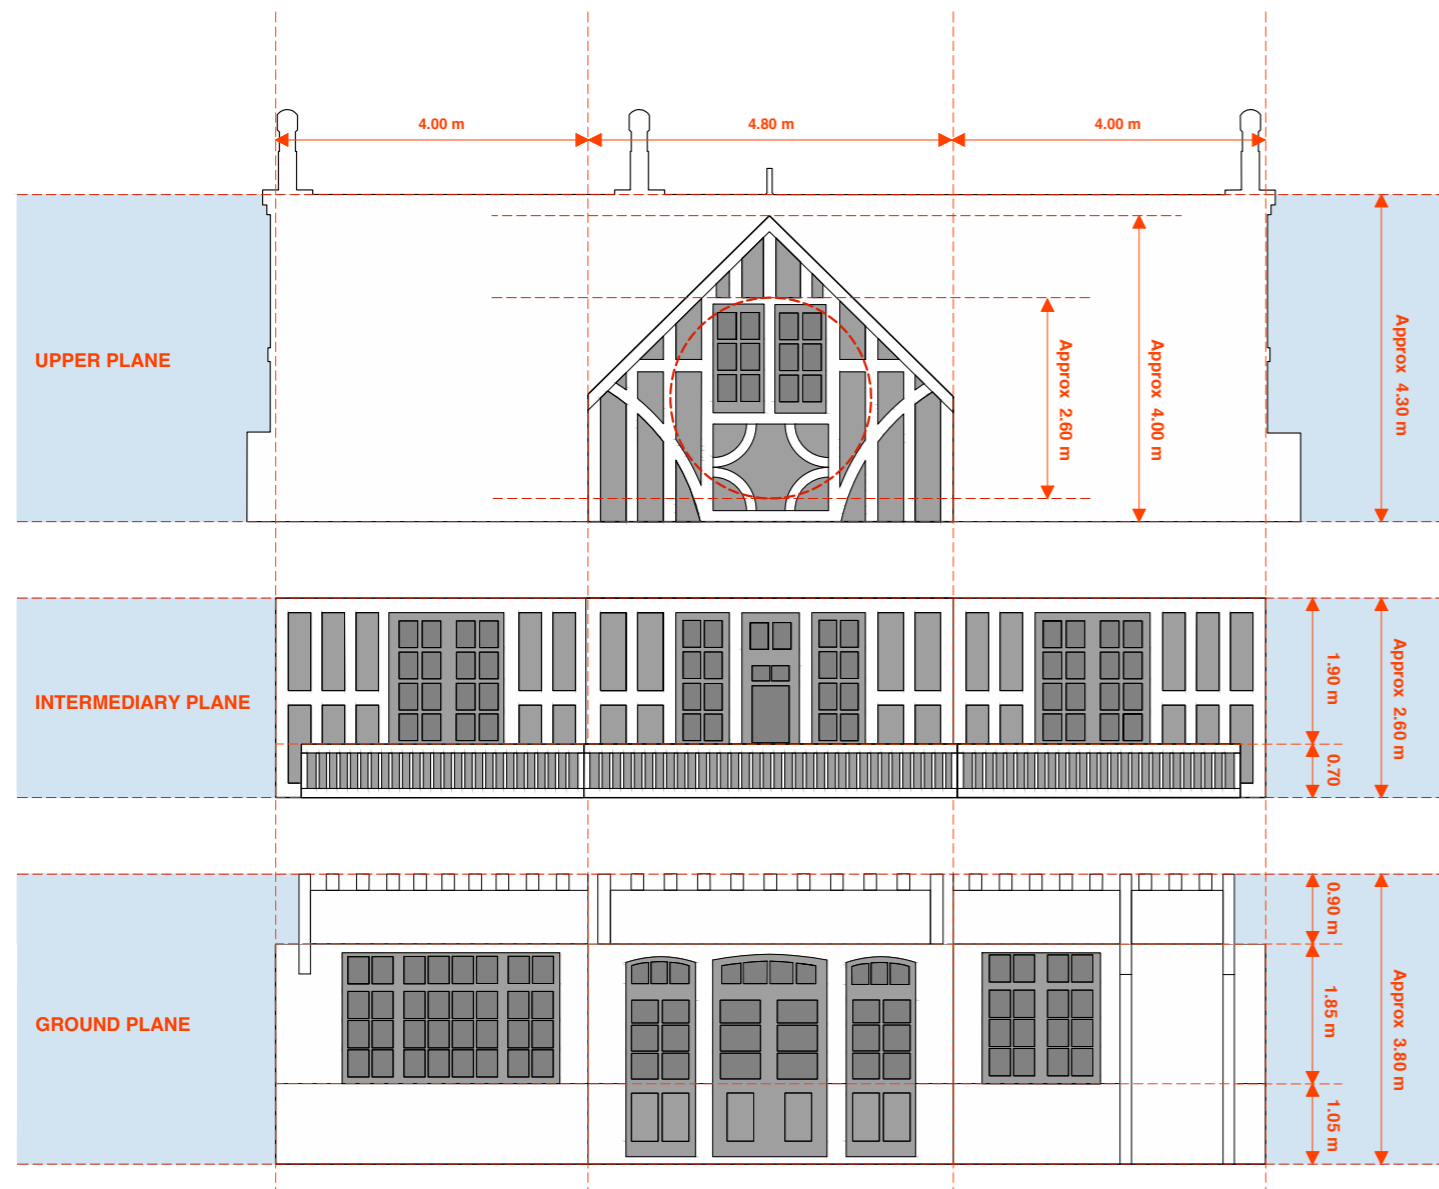 4.00 m
4.80 m
4.00 m
UPPER PLANE
Approx 2.60 m
Approx 4.00 m
Approx 4.30 m
INTERMEDIARY PLANE
1.90 m
0.70
Approx 2.60 m
GROUND PLANE
0.90 m
1.85 m
1.05 m
Approx 3.80 m